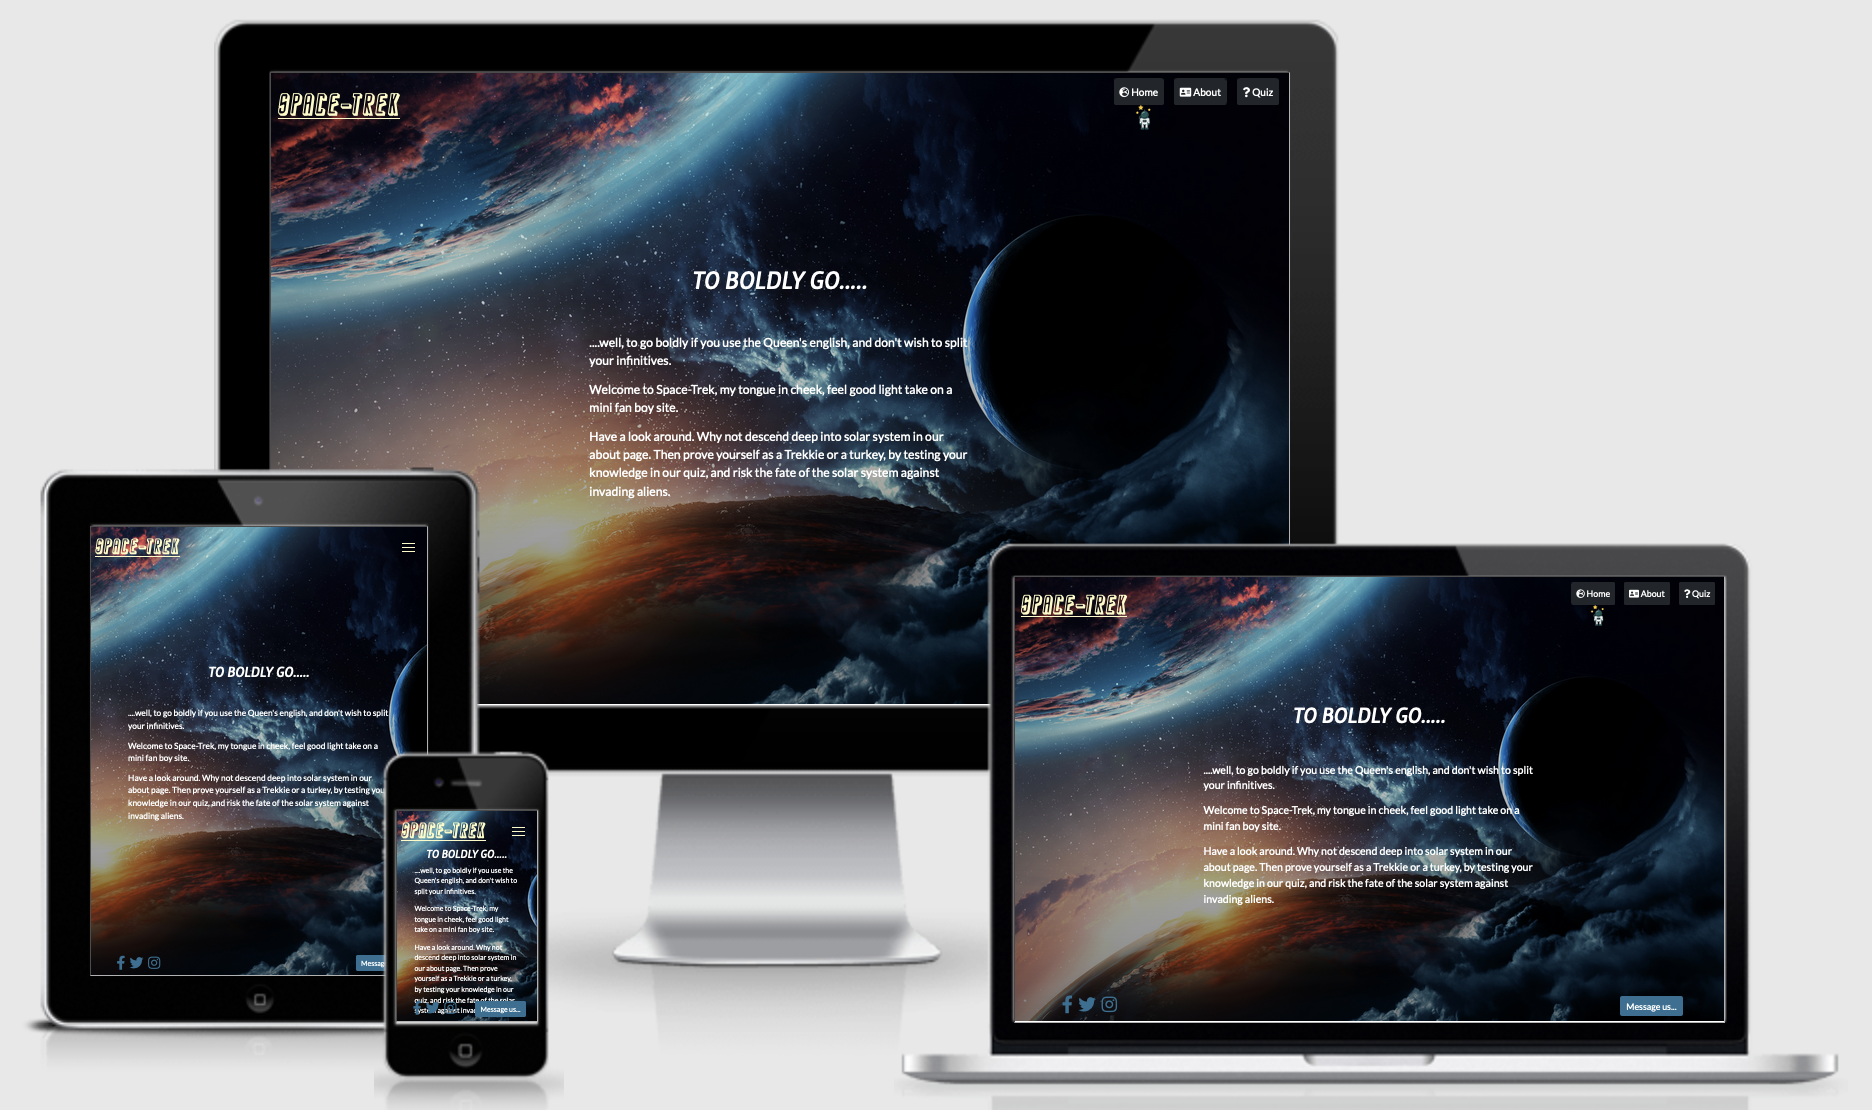 SPACE-TREK
Home About Quiz
TO BOLDLY GO.....
....well, to go boldly if you use the Queen's english, and don't wish to split
your infinitives.
Welcome to Space-Trek, my tongue in cheek, feel good light take on a
mini fan boy site.
Have a look around. Why not descend deep into solar system in our
about page. Then prove yourself as a Trekkie or a turkey, by testing your
knowledge in our quiz, and risk the fate of the solar system against
invading aliens.
SPACE-TREK
TO BOLDLY GO.....
....well, to go boldly if you use the Queen's english, and don't wish to split
your infinitives.
Welcome to Space-Trek, my tongue in cheek, feel good light take on a
mini fan boy site.
Have a look around. Why not descend deep into solar system in our
about page. Then prove yourself as a Trekkie or a turkey, by testing you
knowledge in our quiz, and risk the fate of the solar system against
invading aliens.
Messag
SPACE-TREK
TO BOLDLY GO.....
....well, to go boldly if you use the
Queen's english, and don't wish to
split your infinitives.
Welcome to Space-Trek, my
tongue in cheek, feel good light
take on a mini fan boy site.
Have a look around. Why not
descend deep into solar system in
our about page. Then prove
yourself as a Trekkie or a turkey,
by testing your knowledge in our
quiz, and risk the fate of the solar
system against invad
Message us...
SPACE-TREK
Home About Quiz
TO BOLDLY GO.....
....well, to go boldly if you use the Queen's english, and don't wish to split
your infinitives.
Welcome to Space-Trek, my tongue in cheek, feel good light take on a
mini fan boy site.
Have a look around. Why not descend deep into solar system in our
about page. Then prove yourself as a Trekkie or a turkey, by testing your
knowledge in our quiz, and risk the fate of the solar system against
invading aliens.
Message us...